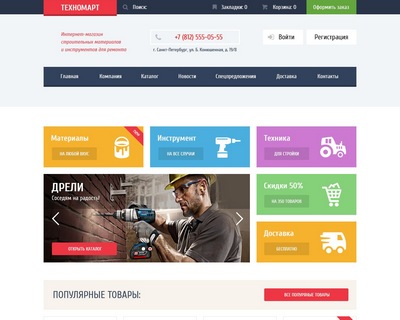 ТЕХНОМАРТ
Поиск:
Закладки: 0
Корзина: 0
Оформить заказ
Интернет-магазин
строительных материалов
и инструментов для ремонта
+7 (812) 555-05-55
г. Санкт-Петербург, ул. Б. Конюшенная, д. 19/8
Войти
Регистрация
Главная
Компания
Каталог
Новости
Спецпредложения
Доставка
Контакты
Материалы
НА ЛЮБОЙ ВКУС
Инструмент
НА ВСЕ СЛУЧАИ
Техника
ДЛЯ СТРОЙКИ
ДРЕЛИ
Соседям на радость!
ОТКРЫТЬ КАТАЛОГ
Скидки 50%
НА 350 ТОВАРОВ
Доставка
БЕСПЛАТНО
ПОПУЛЯРНЫЕ ТОВАРЫ:
ВСЕ ПОПУЛЯРНЫЕ ТОВАРЫ